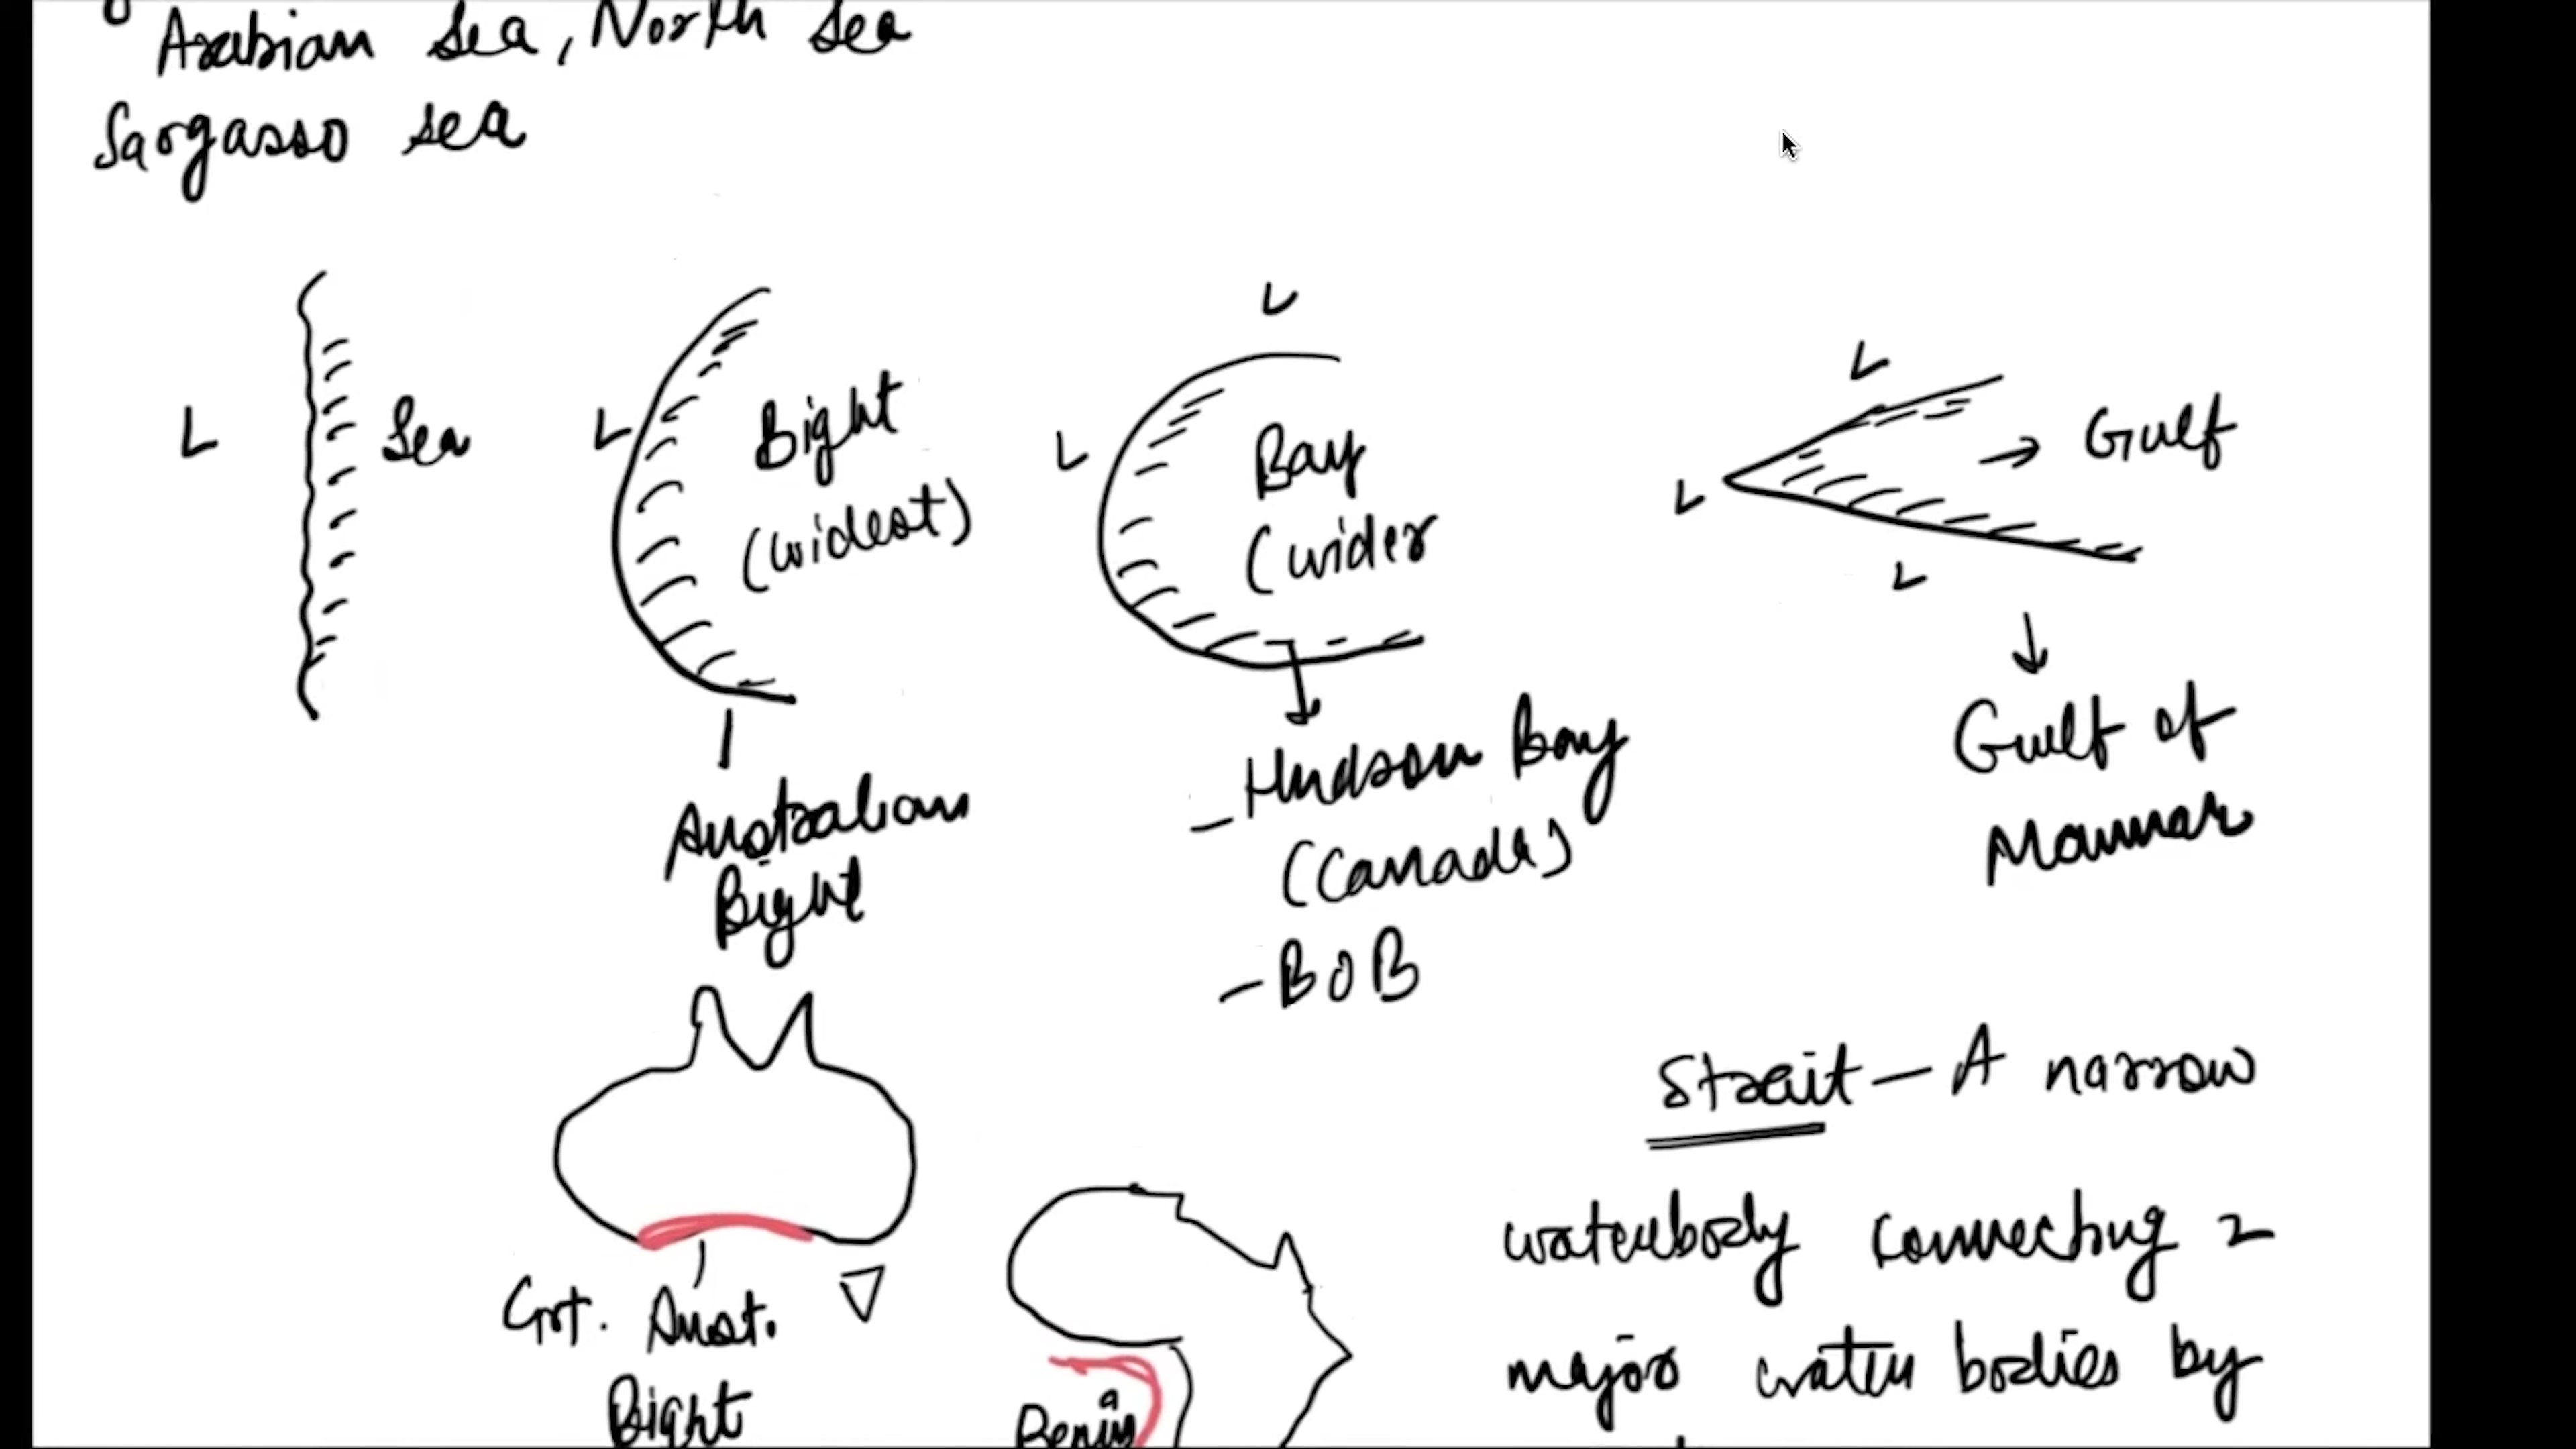 Arabian Sea, North Sea
Sargasso Sea
L
Sea
L
Bight
(widest)
L
L
Bay
(wider
L
L
L
→ Gulf
Australian
Bight
- Hudson Bay
(Canada)
- BOB
Gulf of
Mannar
Grt. Aust.
Bight
Benin
Strait - A narrow
waterbody connecting 2
major water bodies by